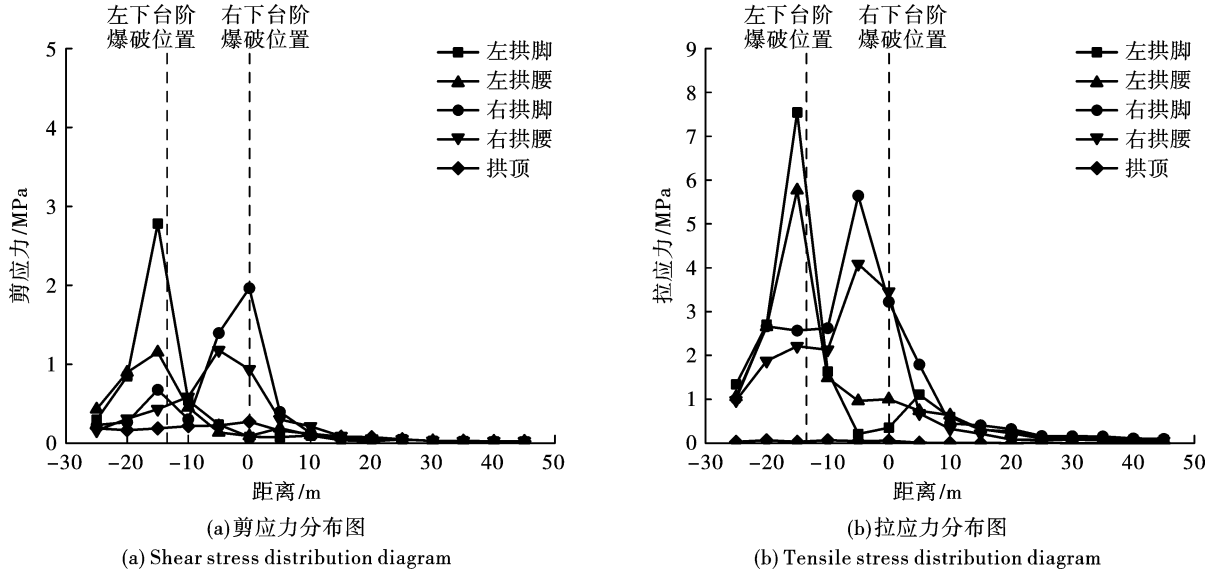 左下台阶
爆破位置
右下台阶
爆破位置
5
4
3
2
1
0
剪应力/MPa
左拱脚
左拱腰
右拱脚
右拱腰
拱顶
−30
−20
−10
0
10
20
30
40
50
距离/m
(a)剪应力分布图
(a) Shear stress distribution diagram
左下台阶
爆破位置
右下台阶
爆破位置
9
8
7
6
5
4
3
2
1
0
拉应力/MPa
左拱脚
左拱腰
右拱脚
右拱腰
拱顶
−30
−20
−10
0
10
20
30
40
50
距离/m
(b)拉应力分布图
(b) Tensile stress distribution diagram